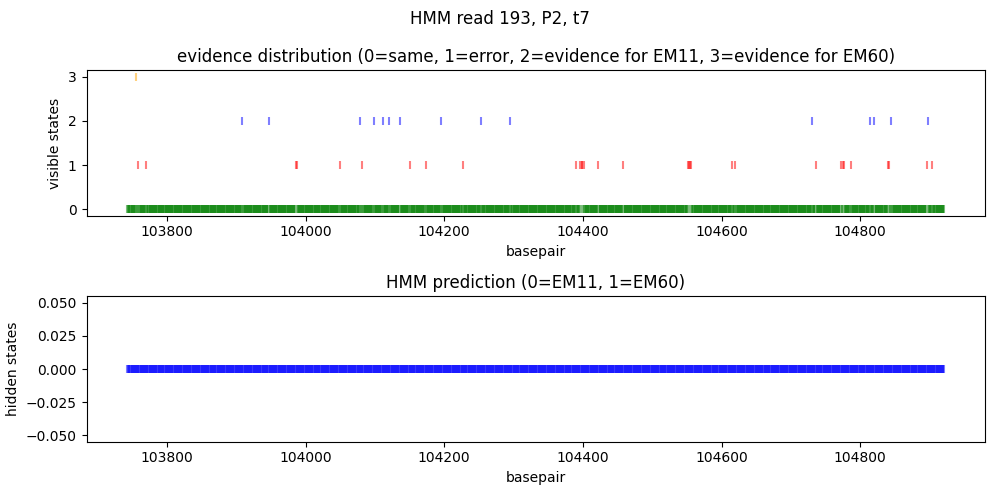 HMM read 193, P2, t7
evidence distribution (0=same, 1=error, 2=evidence for EM11, 3=evidence for EM60)
visible states
3
2
1
0
103800 104000 104200 104400 104600 104800
basepair
HMM prediction (0=EM11, 1=EM60)
hidden states
0.050
0.025
0.000
−0.025
−0.050
103800 104000 104200 104400 104600 104800
basepair